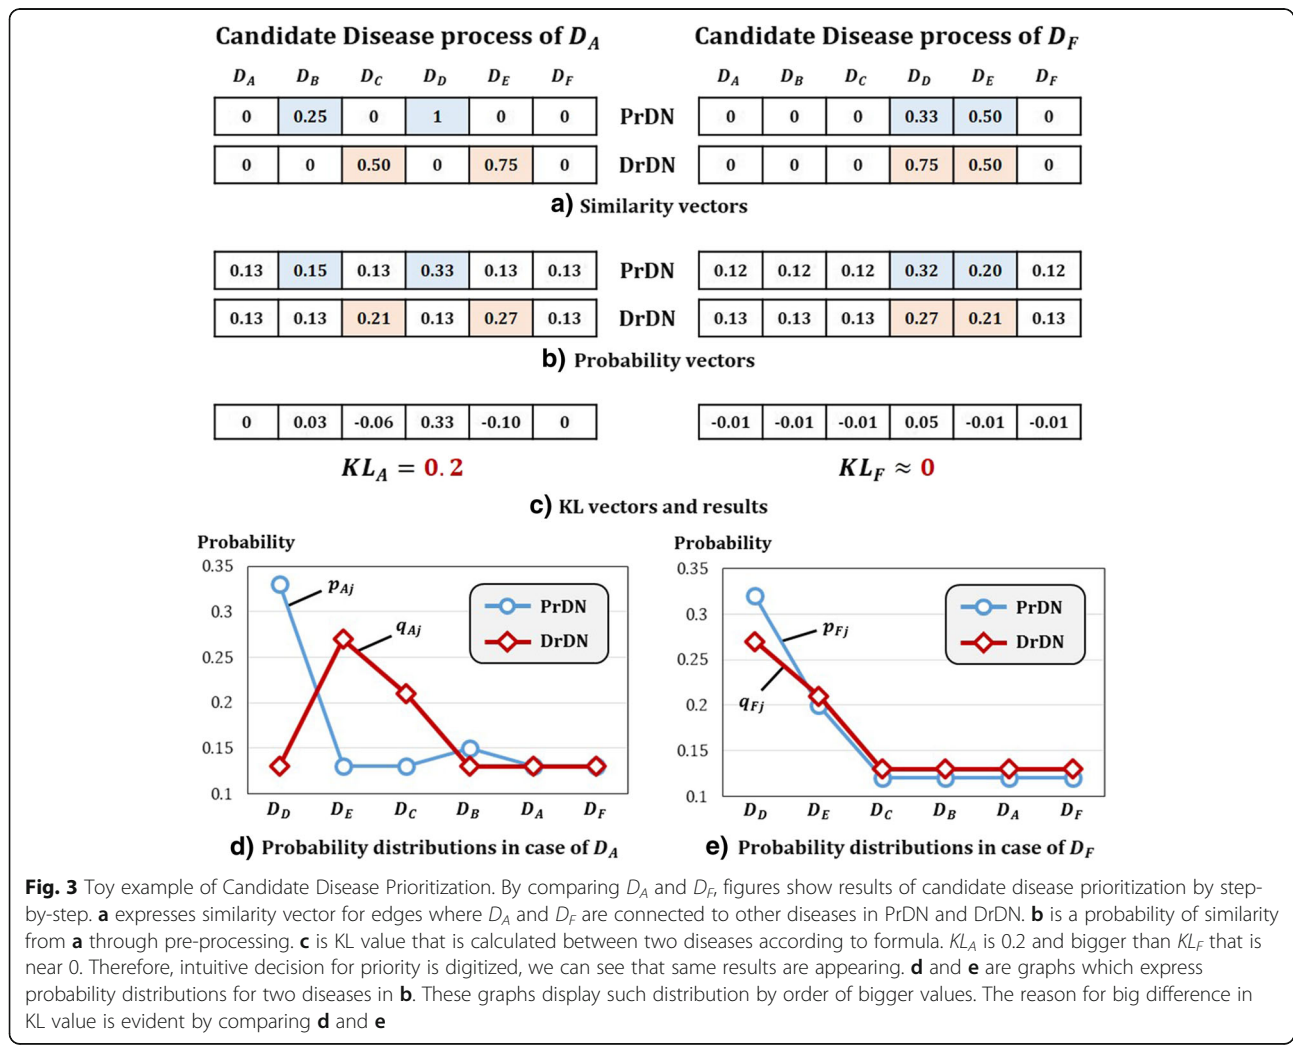 Candidate Disease process of D_A
Candidate Disease process of D_F
D_A D_B D_C D_D D_E D_F
D_A D_B D_C D_D D_E D_F
0 0.25 0 1 0 0 PrDN 0 0 0 0.33 0.50 0
0 0 0.50 0 0.75 0 DrDN 0 0 0 0.75 0.50 0
a) Similarity vectors
0.13 0.15 0.13 0.33 0.13 0.13 PrDN 0.12 0.12 0.12 0.32 0.20 0.12
0.13 0.13 0.21 0.13 0.27 0.13 DrDN 0.13 0.13 0.13 0.27 0.21 0.13
b) Probability vectors
0 0.03 -0.06 0.33 -0.10 0
-0.01 -0.01 -0.01 0.05 -0.01 -0.01
KL_A = 0.2
KL_F ≈ 0
c) KL vectors and results
Probability
0.35
0.3
0.25
0.2
0.15
0.1
p_Aj
q_Aj
PrDN
DrDN
D_D D_E D_C D_B D_A D_F
d) Probability distributions in case of D_A
Probability
0.35
0.3
0.25
0.2
0.15
0.1
p_Fj
q_Fj
PrDN
DrDN
D_D D_E D_C D_B D_A D_F
e) Probability distributions in case of D_F
Fig. 3 Toy example of Candidate Disease Prioritization. By comparing D_A and D_F, figures show results of candidate disease prioritization by step-
by-step. a expresses similarity vector for edges where D_A and D_F are connected to other diseases in PrDN and DrDN. b is a probability of similarity
from a through pre-processing. c is KL value that is calculated between two diseases according to formula. KL_A is 0.2 and bigger than KL_F that is
near 0. Therefore, intuitive decision for priority is digitized, we can see that same results are appearing. d and e are graphs which express
probability distributions for two diseases in b. These graphs display such distribution by order of bigger values. The reason for big difference in
KL value is evident by comparing d and e